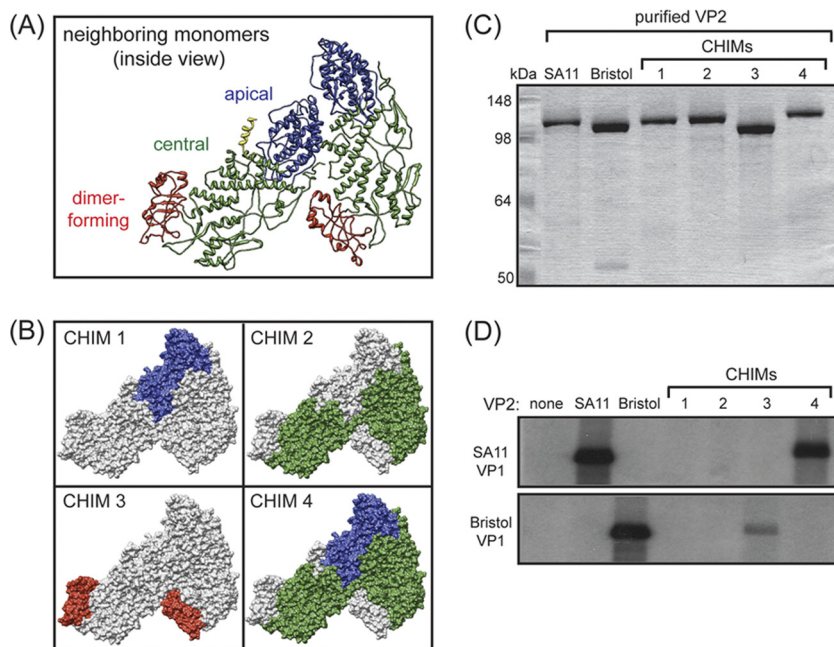 (A)
neighboring monomers
(inside view)
apical
central
dimer-
forming
(B)
CHIM 1
CHIM 2
CHIM 3
CHIM 4
(C)
purified VP2
CHIMs
kDa SA11 Bristol 1 2 3 4
148
98
64
50
(D)
CHIMs
VP2: none SA11 Bristol 1 2 3 4
SA11
VP1
Bristol
VP1